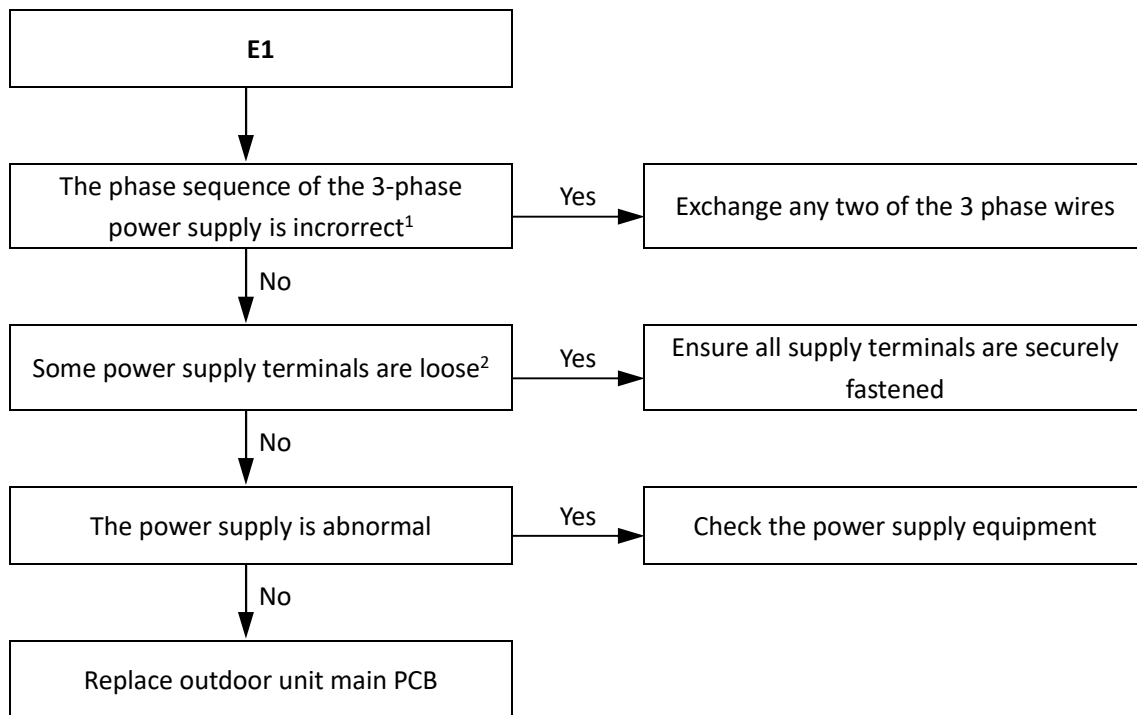 E1
The phase sequence of the 3-phase
power supply is incrorrect¹
Yes
Exchange any two of the 3 phase wires
No
Some power supply terminals are loose²
Yes
Ensure all supply terminals are securely
fastened
No
The power supply is abnormal
Yes
Check the power supply equipment
No
Replace outdoor unit main PCB